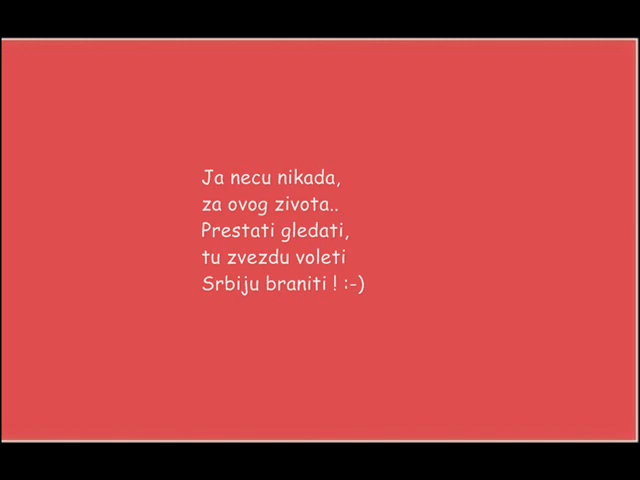 Ja necu nikada,
za ovog zivota..
Prestati gledati,
tu zvezdu voleti
Srbiju braniti ! :-)